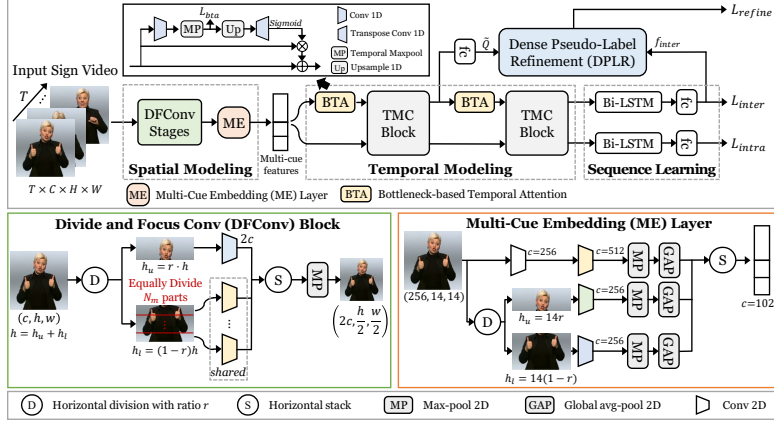 L_bta
Sigmoid
MP
Up
Conv 1D
Transpose Conv 1D
MP Temporal Maxpool
Up Upsample 1D
fc
Q̃
Dense Pseudo-Label
Refinement (DPLR)
f_inter
L_refine
Input Sign Video
T
DFConv
Stages
ME
Multi-cue
features
BTA
TMC
Block
BTA
TMC
Block
Bi-LSTM
fc
L_inter
Bi-LSTM
fc
L_intra
T × C × H × W
Spatial Modeling
Temporal Modeling
Sequence Learning
ME Multi-Cue Embedding (ME) Layer
BTA Bottleneck-based Temporal Attention
Divide and Focus Conv (DFConv) Block
D
h_u = r · h
2c
Equally Divide
N_m parts
(c, h, w)
h = h_u + h_l
h_l = (1 − r)h
shared
S
MP
(2c, h/2, w/2)
Multi-Cue Embedding (ME) Layer
(256, 14, 14)
c=256
c=512
MP
GAP
D
h_u = 14r
c=256
MP
GAP
h_l = 14(1 − r)
c=256
MP
GAP
S
c=102
D Horizontal division with ratio r
S Horizontal stack
MP Max-pool 2D
GAP Global avg-pool 2D
Conv 2D